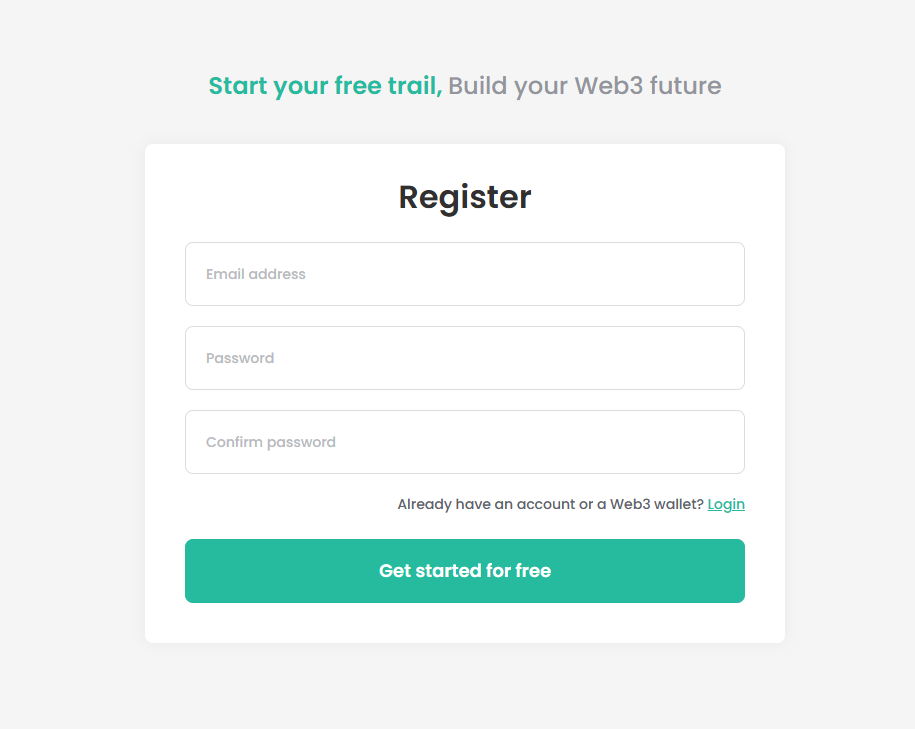 Start your free trail, Build your Web3 future
Register
Email address
Password
Confirm password
Already have an account or a Web3 wallet? Login
Get started for free